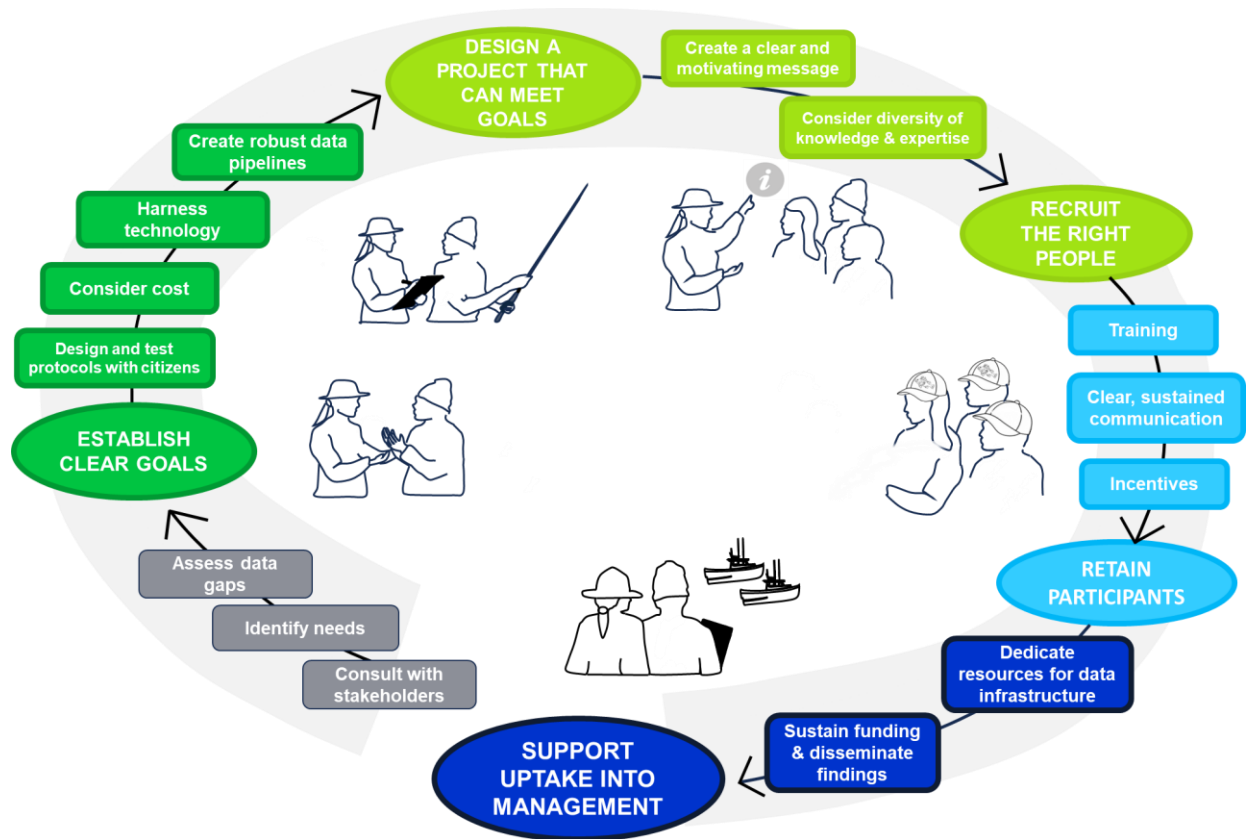 DESIGN A
PROJECT THAT
CAN MEET
GOALS
Create a clear and
motivating message
Consider diversity of
knowledge & expertise
RECRUIT
THE RIGHT
PEOPLE
Training
Clear, sustained
communication
Incentives
RETAIN
PARTICIPANTS
Dedicate
resources for data
infrastructure
Sustain funding
& disseminate
findings
SUPPORT
UPTAKE INTO
MANAGEMENT
Consult with
stakeholders
Identify needs
Assess data
gaps
ESTABLISH
CLEAR GOALS
Design and test
protocols with citizens
Consider cost
Harness
technology
Create robust data
pipelines
i